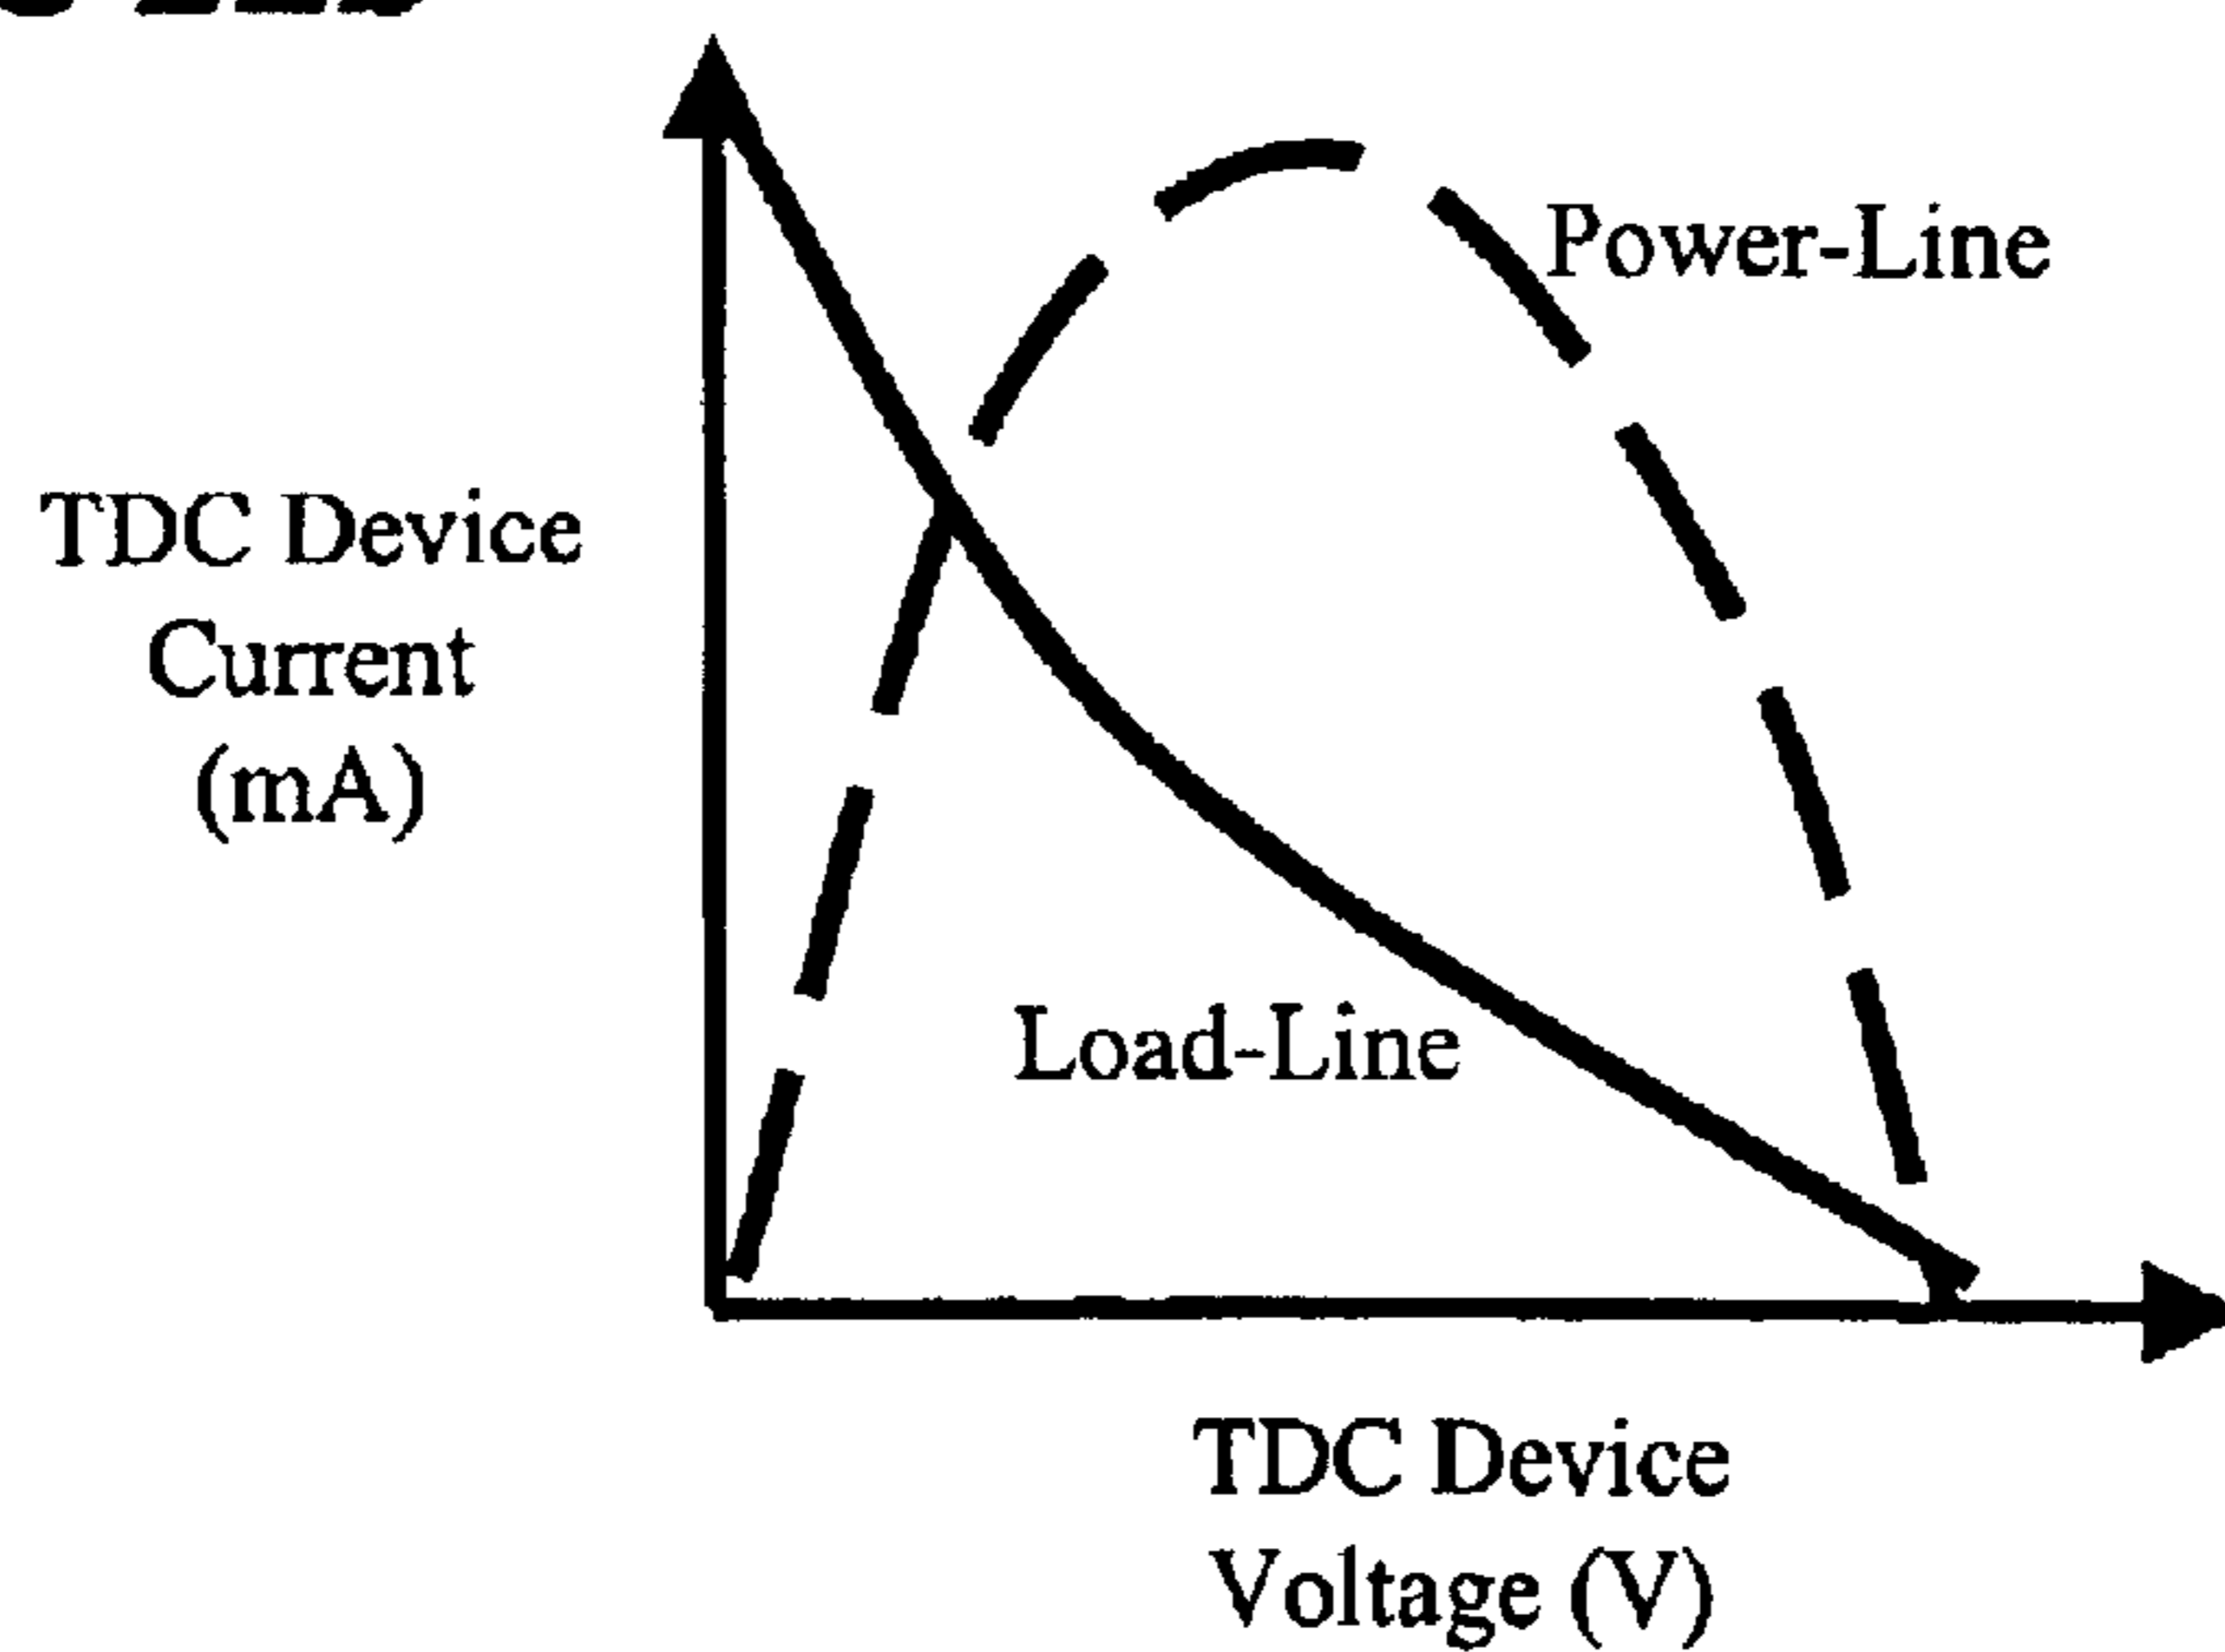 Power-Line
TDC Device
Current
(mA)
Load-Line
TDC Device
Voltage (V)